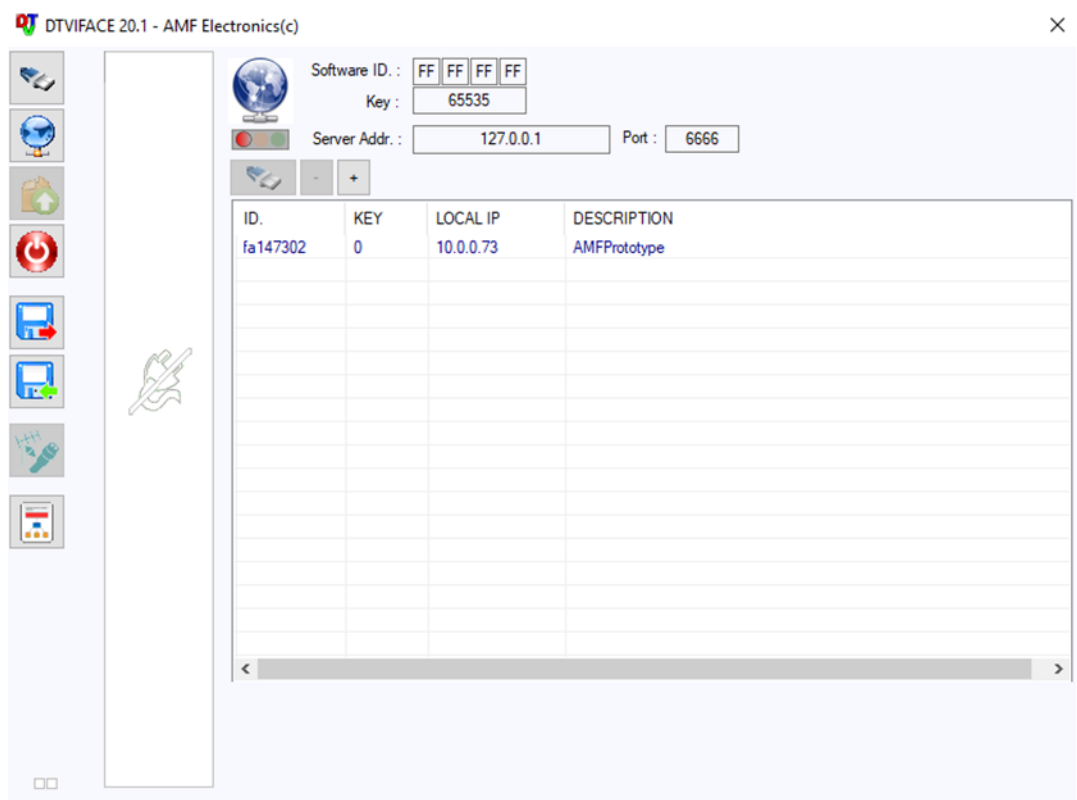 DTVIFACE 20.1 - AMF Electronics(c)
Software ID. : FF FF FF FF
Key : 65535
Server Addr. : 127.0.0.1 Port : 6666
- +
ID. KEY LOCAL IP DESCRIPTION
fa147302 0 10.0.0.73 AMFPrototype